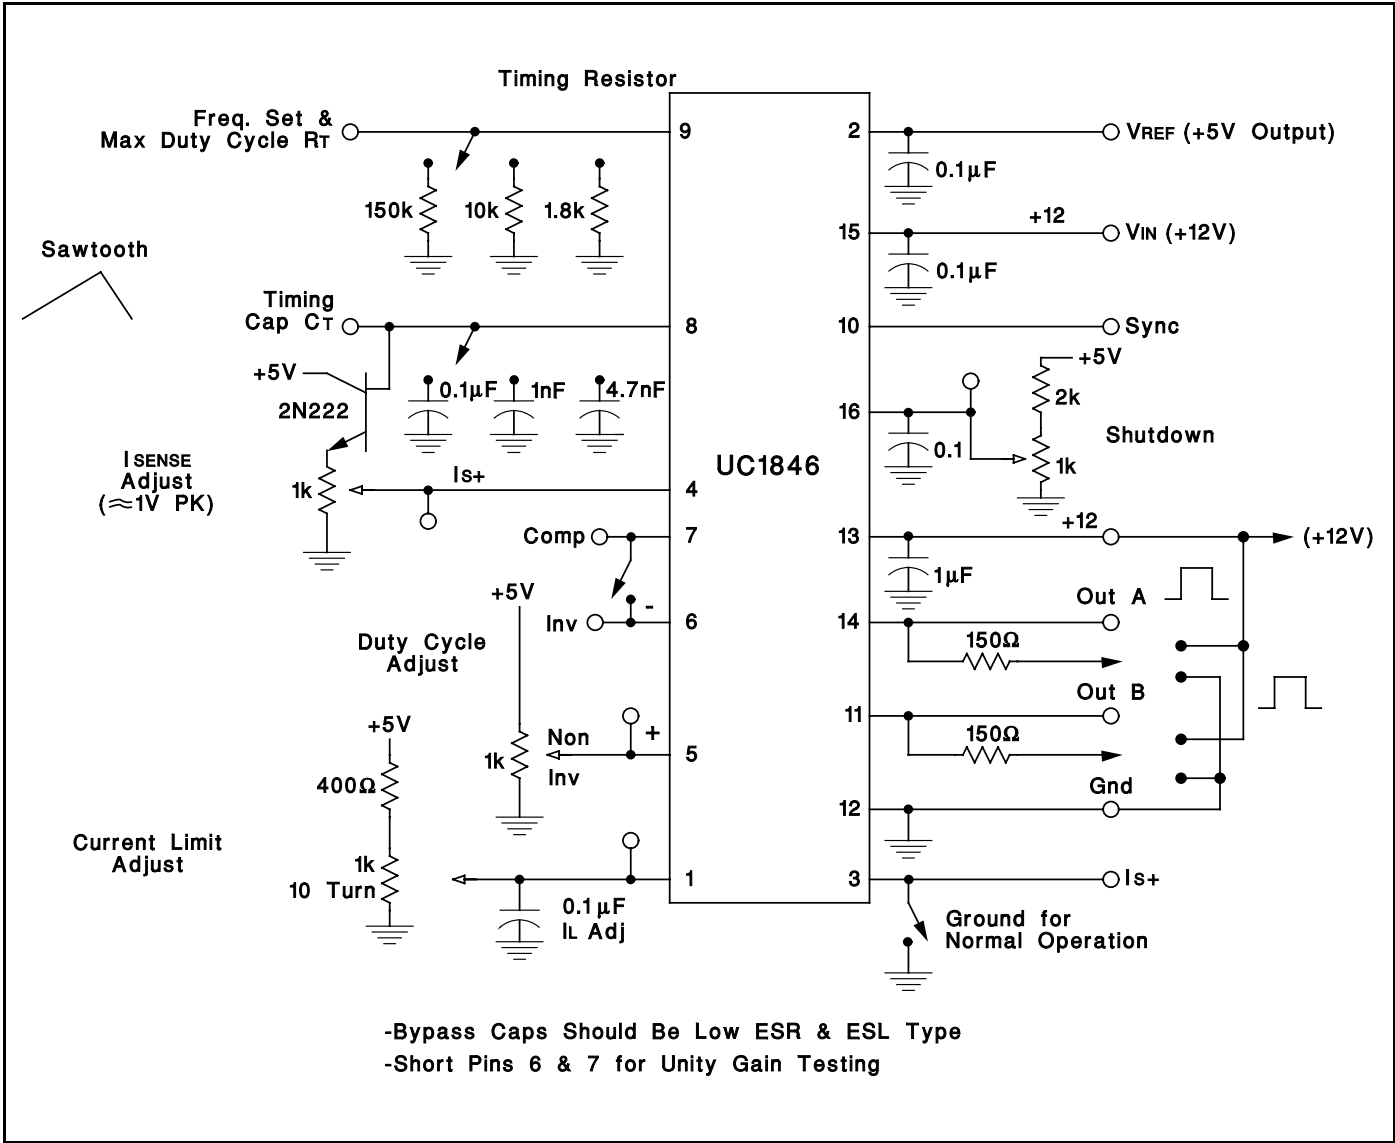 Timing Resistor
Freq. Set &
Max Duty Cycle RT
9
2
VREF (+5V Output)
0.1µF
150k
10k
1.8k
+12
15
VIN (+12V)
0.1µF
Sawtooth
Timing
Cap CT
8
10
Sync
+5V
+5V
2N222
0.1µF
1nF
4.7nF
16
2k
0.1
Shutdown
1k
UC1846
ISENSE
Adjust
(≈1V PK)
1k
Is+
4
Comp
7
13
+12
(+12V)
1µF
+5V
-
Inv
6
Out A
14
150Ω
Duty Cycle
Adjust
Out B
11
150Ω
+5V
400Ω
1k
Non
Inv
+
5
Gnd
12
Current Limit
Adjust
1k
10 Turn
1
0.1µF
IL Adj
3
Is+
Ground for
Normal Operation
-Bypass Caps Should Be Low ESR & ESL Type
-Short Pins 6 & 7 for Unity Gain Testing